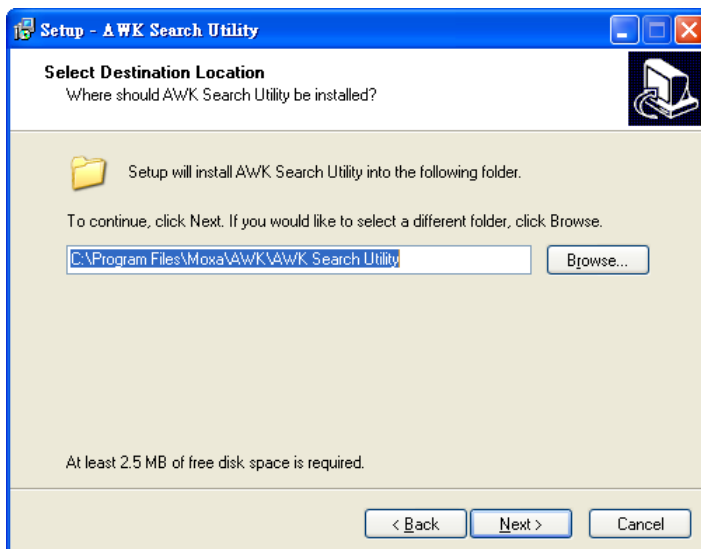 Setup - AWK Search Utility
Select Destination Location
Where should AWK Search Utility be installed?
Setup will install AWK Search Utility into the following folder.
To continue, click Next. If you would like to select a different folder, click Browse.
C:\Program Files\Moxa\AWK\AWK Search Utility
Browse...
At least 2.5 MB of free disk space is required.
< Back
Next >
Cancel